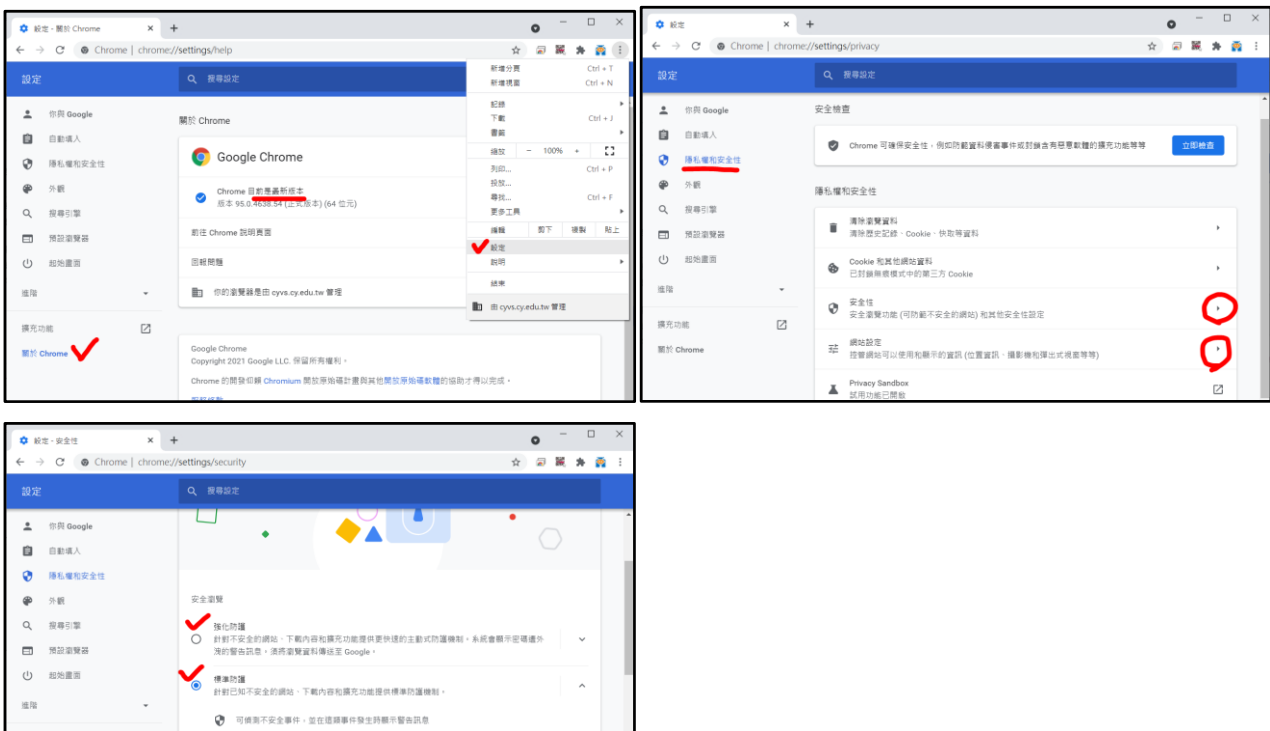 設定 - 關於 Chrome
Chrome | chrome://settings/help
設定
搜尋設定
你與 Google
自動填入
隱私權和安全性
外觀
搜尋引擎
預設瀏覽器
起始畫面
進階
擴充功能
關於 Chrome
關於 Chrome
Google Chrome
Chrome 目前是最新版本
版本 95.0.4638.54 (正式版本) (64 位元)
前往 Chrome 說明頁面
回報問題
你的瀏覽器是由 cyvs.cy.edu.tw 管理
Google Chrome
Copyright 2021 Google LLC. 保留所有權利。
Chrome 的開發仰賴 Chromium 開放原始碼計畫與其他開放原始碼軟體的協助才得以完成。
新增分頁 Ctrl + T
新增視窗 Ctrl + N
記錄
下載 Ctrl + J
書籤
縮放 − 100% +
列印... Ctrl + P
投放...
尋找... Ctrl + F
更多工具
編輯 剪下 複製 貼上
設定
說明
結束
由 cyvs.cy.edu.tw 管理
設定
Chrome | chrome://settings/privacy
設定
搜尋設定
你與 Google
自動填入
隱私權和安全性
外觀
搜尋引擎
預設瀏覽器
起始畫面
進階
擴充功能
關於 Chrome
安全檢查
Chrome 可確保安全性，例如防範資料侵害事件或封鎖含有惡意軟體的擴充功能等等
立即檢查
隱私權和安全性
清除瀏覽資料
清除歷史記錄、Cookie、快取等資料
Cookie 和其他網站資料
已封鎖無痕模式中的第三方 Cookie
安全性
安全瀏覽功能 (可防範不安全的網站) 和其他安全性設定
網站設定
控管網站可以使用和顯示的資訊 (位置資訊、攝影機和彈出式視窗等等)
Privacy Sandbox
試用功能已開啟
設定 - 安全性
Chrome | chrome://settings/security
設定
搜尋設定
你與 Google
自動填入
隱私權和安全性
外觀
搜尋引擎
預設瀏覽器
起始畫面
進階
安全瀏覽
強化防護
針對不安全的網站、下載內容和擴充功能提供更快速的主動式防護機制。系統會顯示密碼遭外
洩的警告訊息。須將瀏覽資料傳送至 Google。
標準防護
針對已知不安全的網站、下載內容和擴充功能提供標準防護機制。
可偵測不安全事件，並在這類事件發生時顯示警告訊息